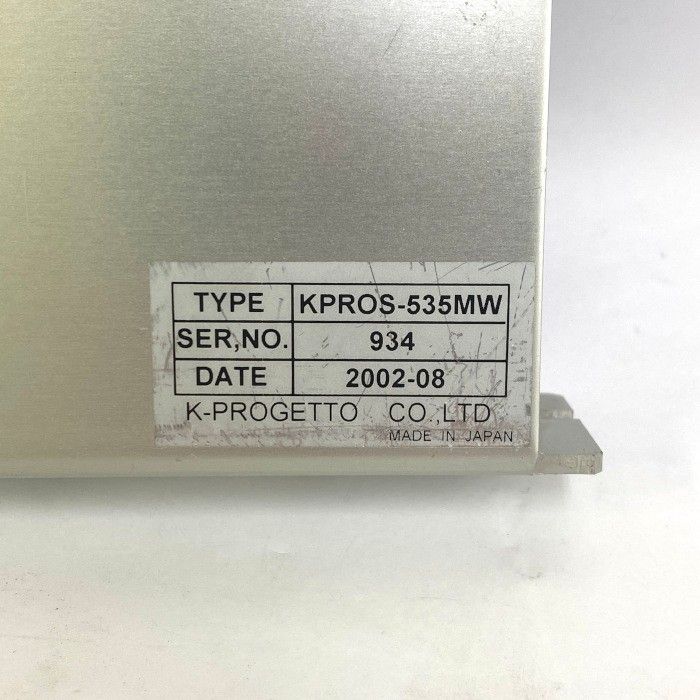 TYPE KPROS-535MW
SER,NO. 934
DATE 2002-08
K-PROGETTO CO.,LTD
MADE IN JAPAN